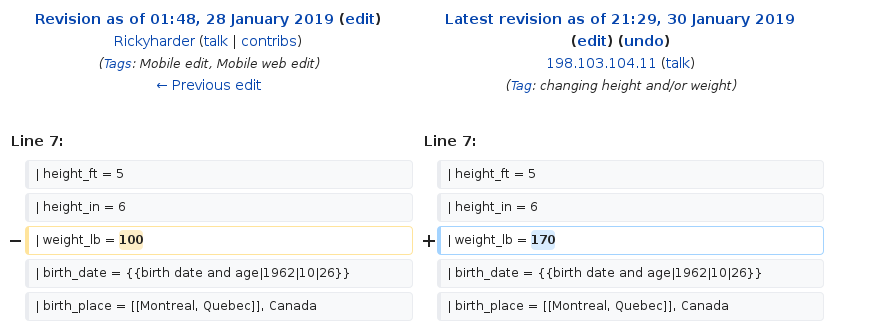 Revision as of 01:48, 28 January 2019 (edit)
Rickyharder (talk | contribs)
(Tags: Mobile edit, Mobile web edit)
← Previous edit
Latest revision as of 21:29, 30 January 2019
(edit) (undo)
198.103.104.11 (talk)
(Tag: changing height and/or weight)
Line 7:
| height_ft = 5
| height_in = 6
− | weight_lb = 100
| birth_date = {{birth date and age|1962|10|26}}
| birth_place = [[Montreal, Quebec]], Canada
Line 7:
| height_ft = 5
| height_in = 6
+ | weight_lb = 170
| birth_date = {{birth date and age|1962|10|26}}
| birth_place = [[Montreal, Quebec]], Canada